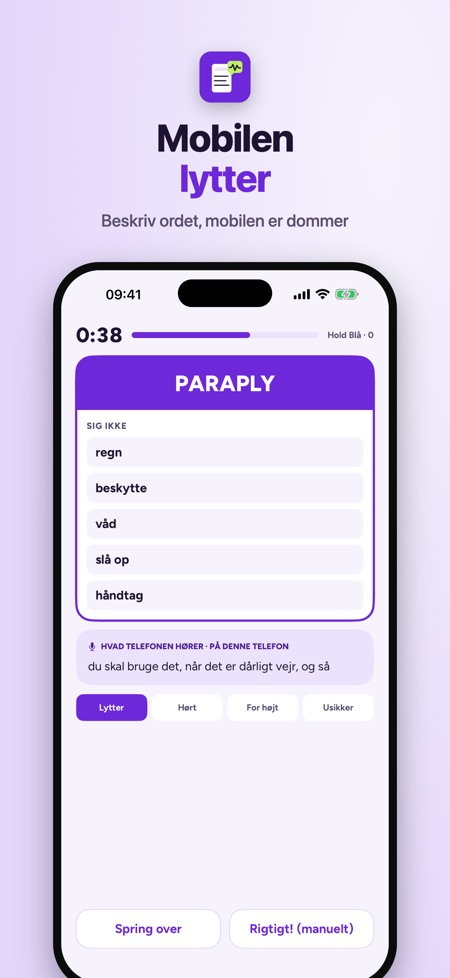 Mobilen
lytter
Beskriv ordet, mobilen er dommer
09:41
0:38
Hold Blå · 0
PARAPLY
SIG IKKE
regn
beskytte
våd
slå op
håndtag
HVAD TELEFONEN HØRER · PÅ DENNE TELEFON
du skal bruge det, når det er dårligt vejr, og så
Lytter
Hørt
For højt
Usikker
Spring over
Rigtigt! (manuelt)